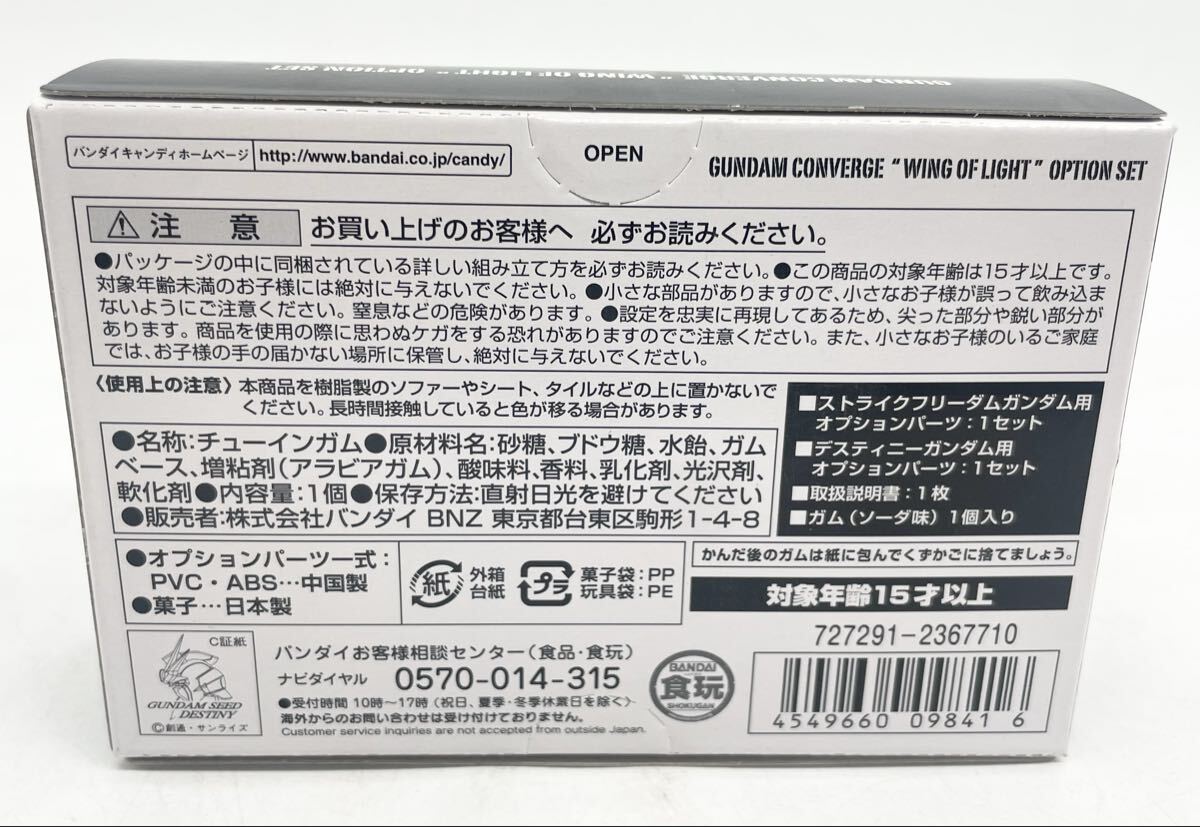 GUNDAM CONVERGE "WING OF LIGHT" OPTION SET
バンダイキャンディホームページ http://www.bandai.co.jp/candy/
OPEN
GUNDAM CONVERGE "WING OF LIGHT" OPTION SET
⚠注 意 お買い上げのお客様へ 必ずお読みください。
●パッケージの中に同梱されている詳しい組み立て方を必ずお読みください。●この商品の対象年齢は15才以上です。
対象年齢未満のお子様には絶対に与えないでください。●小さな部品がありますので、小さなお子様が誤って飲み込ま
ないようにご注意ください。窒息などの危険があります。●設定を忠実に再現してあるため、尖った部分や鋭い部分が
あります。商品を使用の際に思わぬケガをする恐れがありますのでご注意ください。また、小さなお子様のいるご家庭
では、お子様の手の届かない場所に保管し、絶対に与えないでください。
〈使用上の注意〉本商品を樹脂製のソファーやシート、タイルなどの上に置かないで
ください。長時間接触していると色が移る場合があります。
●名称:チューインガム●原材料名:砂糖、ブドウ糖、水飴、ガム
ベース、増粘剤(アラビアガム)、酸味料、香料、乳化剤、光沢剤、
軟化剤●内容量:1個●保存方法:直射日光を避けてください
●販売者:株式会社バンダイ BNZ 東京都台東区駒形1-4-8
■ストライクフリーダムガンダム用
オプションパーツ:1セット
■デスティニーガンダム用
オプションパーツ:1セット
■取扱説明書:1枚
■ガム(ソーダ味)1個入り
●オプションパーツ一式:
PVC・ABS…中国製
●菓子…日本製
紙 外箱
台紙
プラ 菓子袋:PP
玩具袋:PE
かんだ後のガムは紙に包んでくずかごに捨てましょう。
対象年齢15才以上
C証紙
GUNDAM SEED
DESTINY
©創通・サンライズ
バンダイお客様相談センター(食品・食玩)
ナビダイヤル 0570-014-315
●受付時間 10時〜17時(祝日、夏季・冬季休業日を除く)
海外からのお問い合わせは受け付けておりません。
Customer service inquiries are not accepted from outside Japan.
BANDAI
食玩
SHOKUGAN
727291-2367710
4549660 09841 6